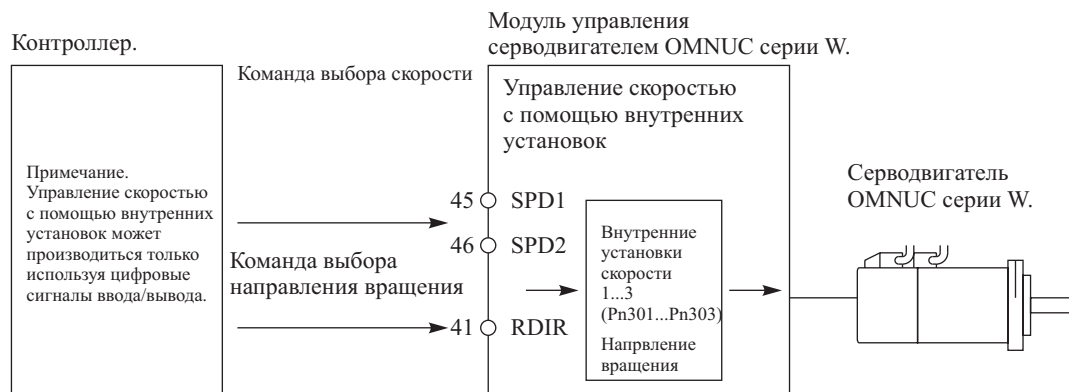 Контроллер.
Примечание.
Управление скоростью
с помощью внутренних
установок может
производиться только
используя цифровые
сигналы ввода/вывода.
Команда выбора скорости
Команда выбора
направления вращения
Модуль управления
серводвигателем OMNUC серии W.
Управление скоростью
с помощью внутренних
установок
45 SPD1
46 SPD2
41 RDIR
Внутренние
установки
скорости
1...3
(Pn301...Pn303)
Напрвление
вращения
Серводвигатель
OMNUC серии W.